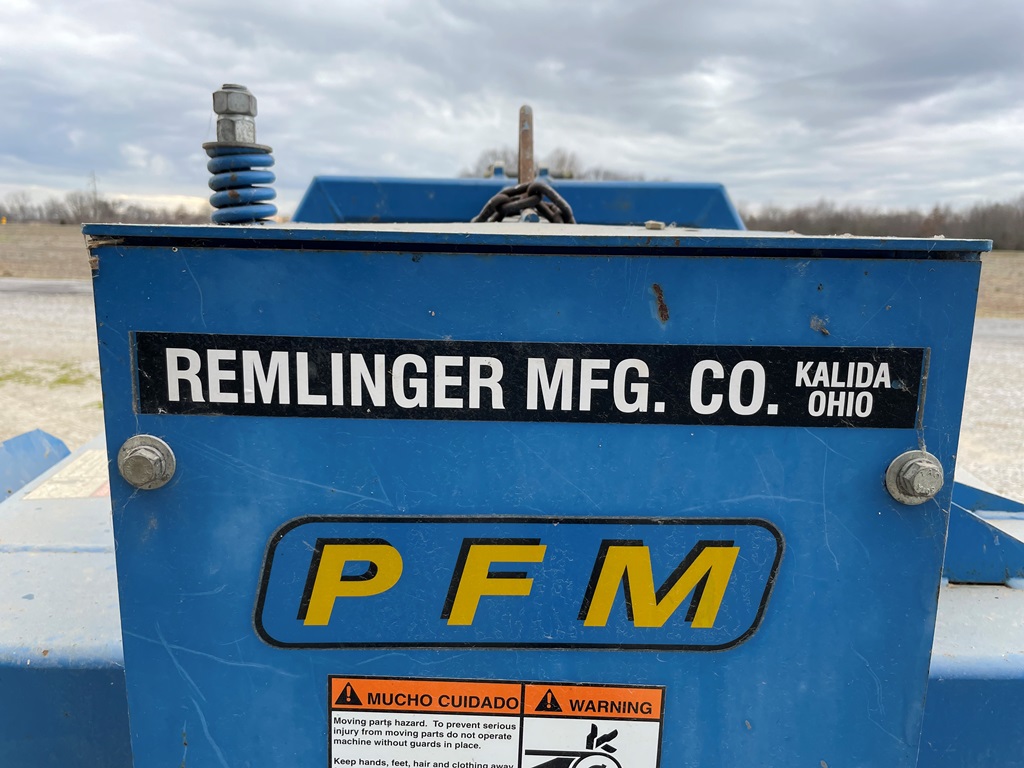 REMLINGER MFG. CO. KALIDA OHIO
PFM
MUCHO CUIDADO
Moving parts hazard. To prevent serious
injury from moving parts do not operate
machine without guards in place.
Keep hands, feet, hair and clothing away
WARNING